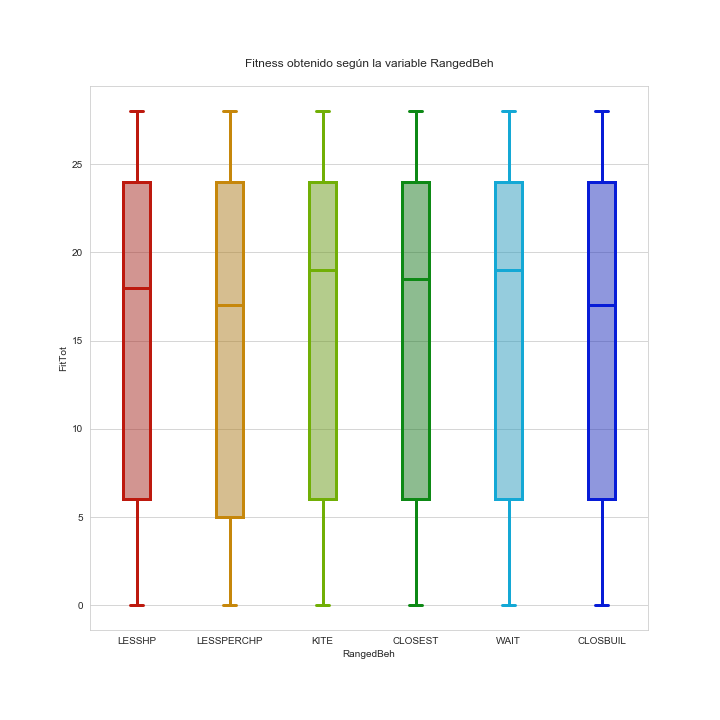 Fitness obtenido según la variable RangedBeh
25
20
15
10
5
0
FitTot
LESSHP LESSPERCHP KITE CLOSEST WAIT CLOSBUIL
RangedBeh